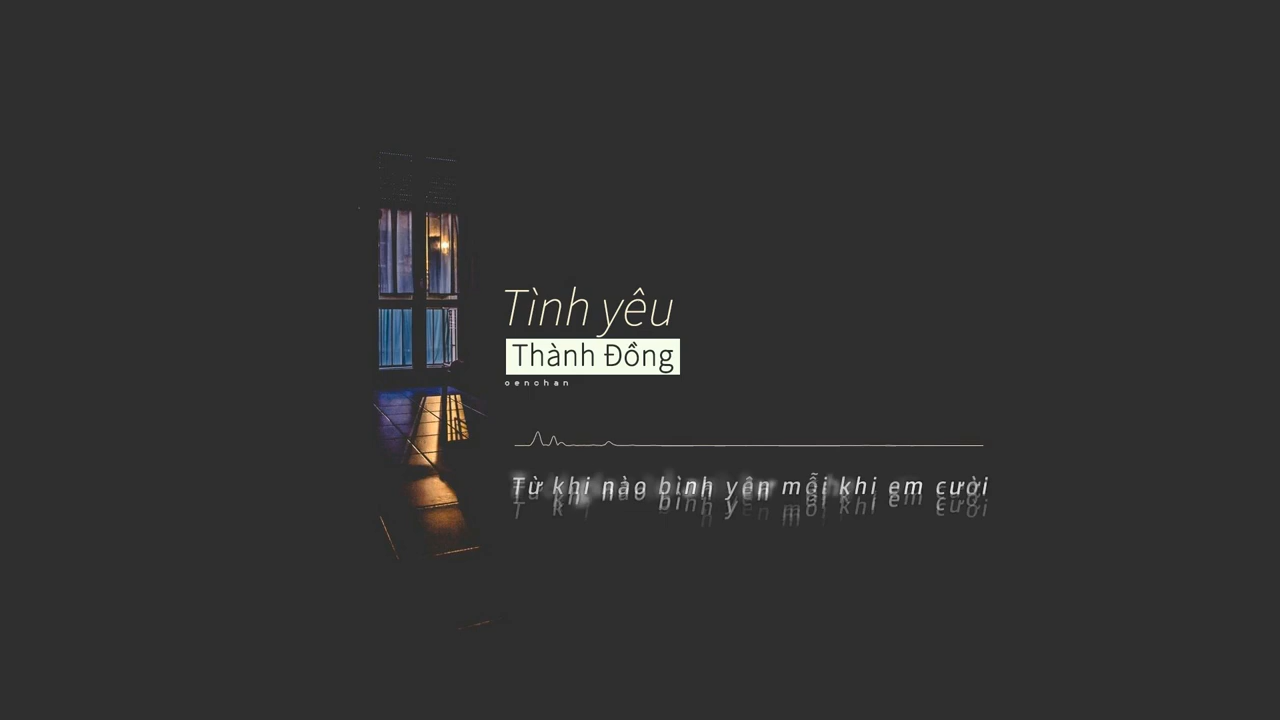 Tình yêu
Thành Đồng
oenchan
Từ khi nào bình yên mỗi khi em cười